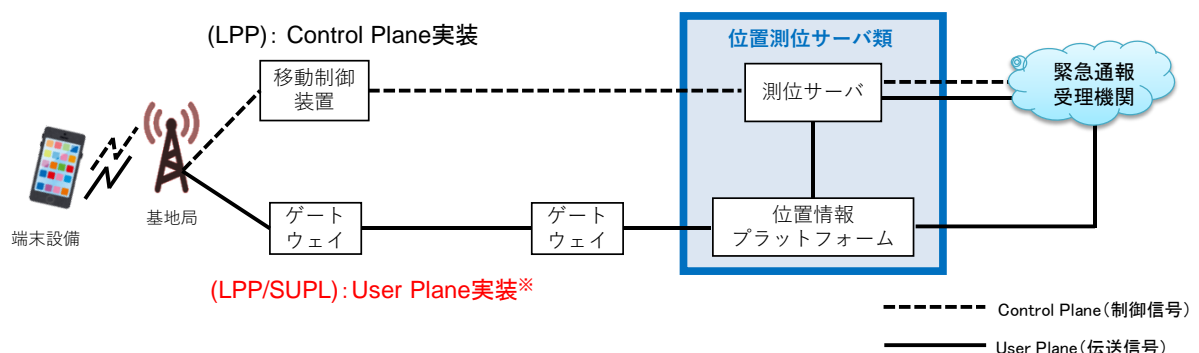 (LPP)： Control Plane実装
位置測位サーバ類
移動制御
装置
測位サーバ
緊急通報
受理機関
基地局
端末設備
ゲート
ウェイ
ゲート
ウェイ
位置情報
プラットフォーム
(LPP/SUPL)：User Plane実装※
Control Plane（制御信号）
User Plane（伝送信号）